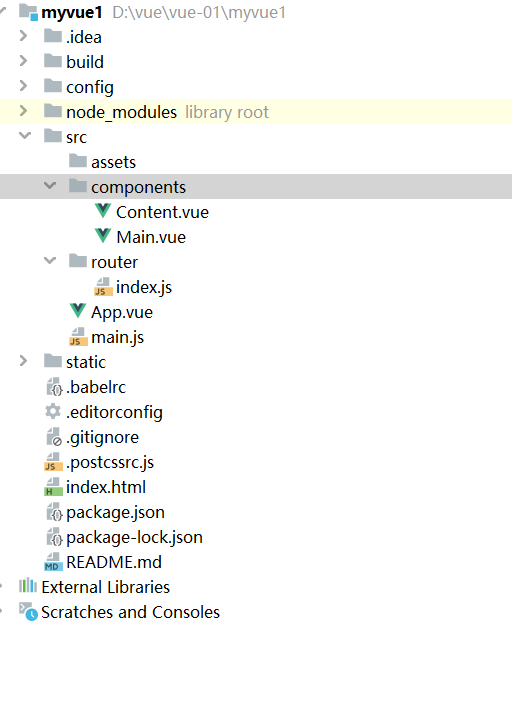 myvue1 D:\vue\vue-01\myvue1
.idea
build
config
node_modules library root
src
assets
components
Content.vue
Main.vue
router
index.js
App.vue
main.js
static
.babelrc
.editorconfig
.gitignore
.postcssrc.js
index.html
package.json
package-lock.json
README.md
External Libraries
Scratches and Consoles